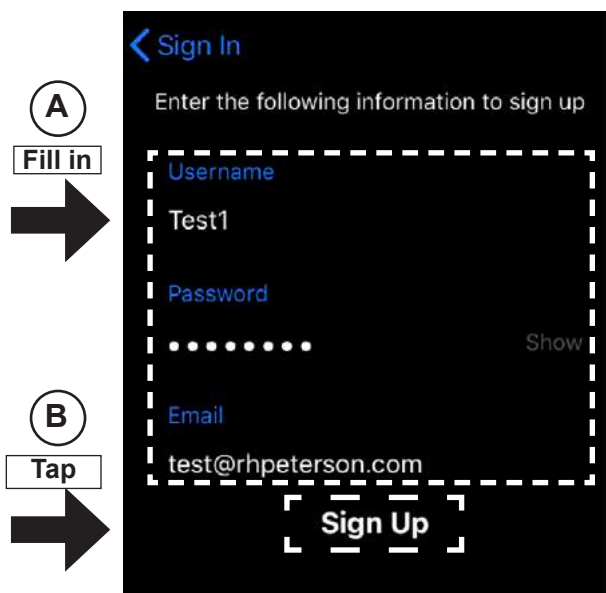 Sign In
Enter the following information to sign up
A
Fill in
Username
Test1
Password
•••••••• Show
Email
test@rhpeterson.com
B
Tap
Sign Up